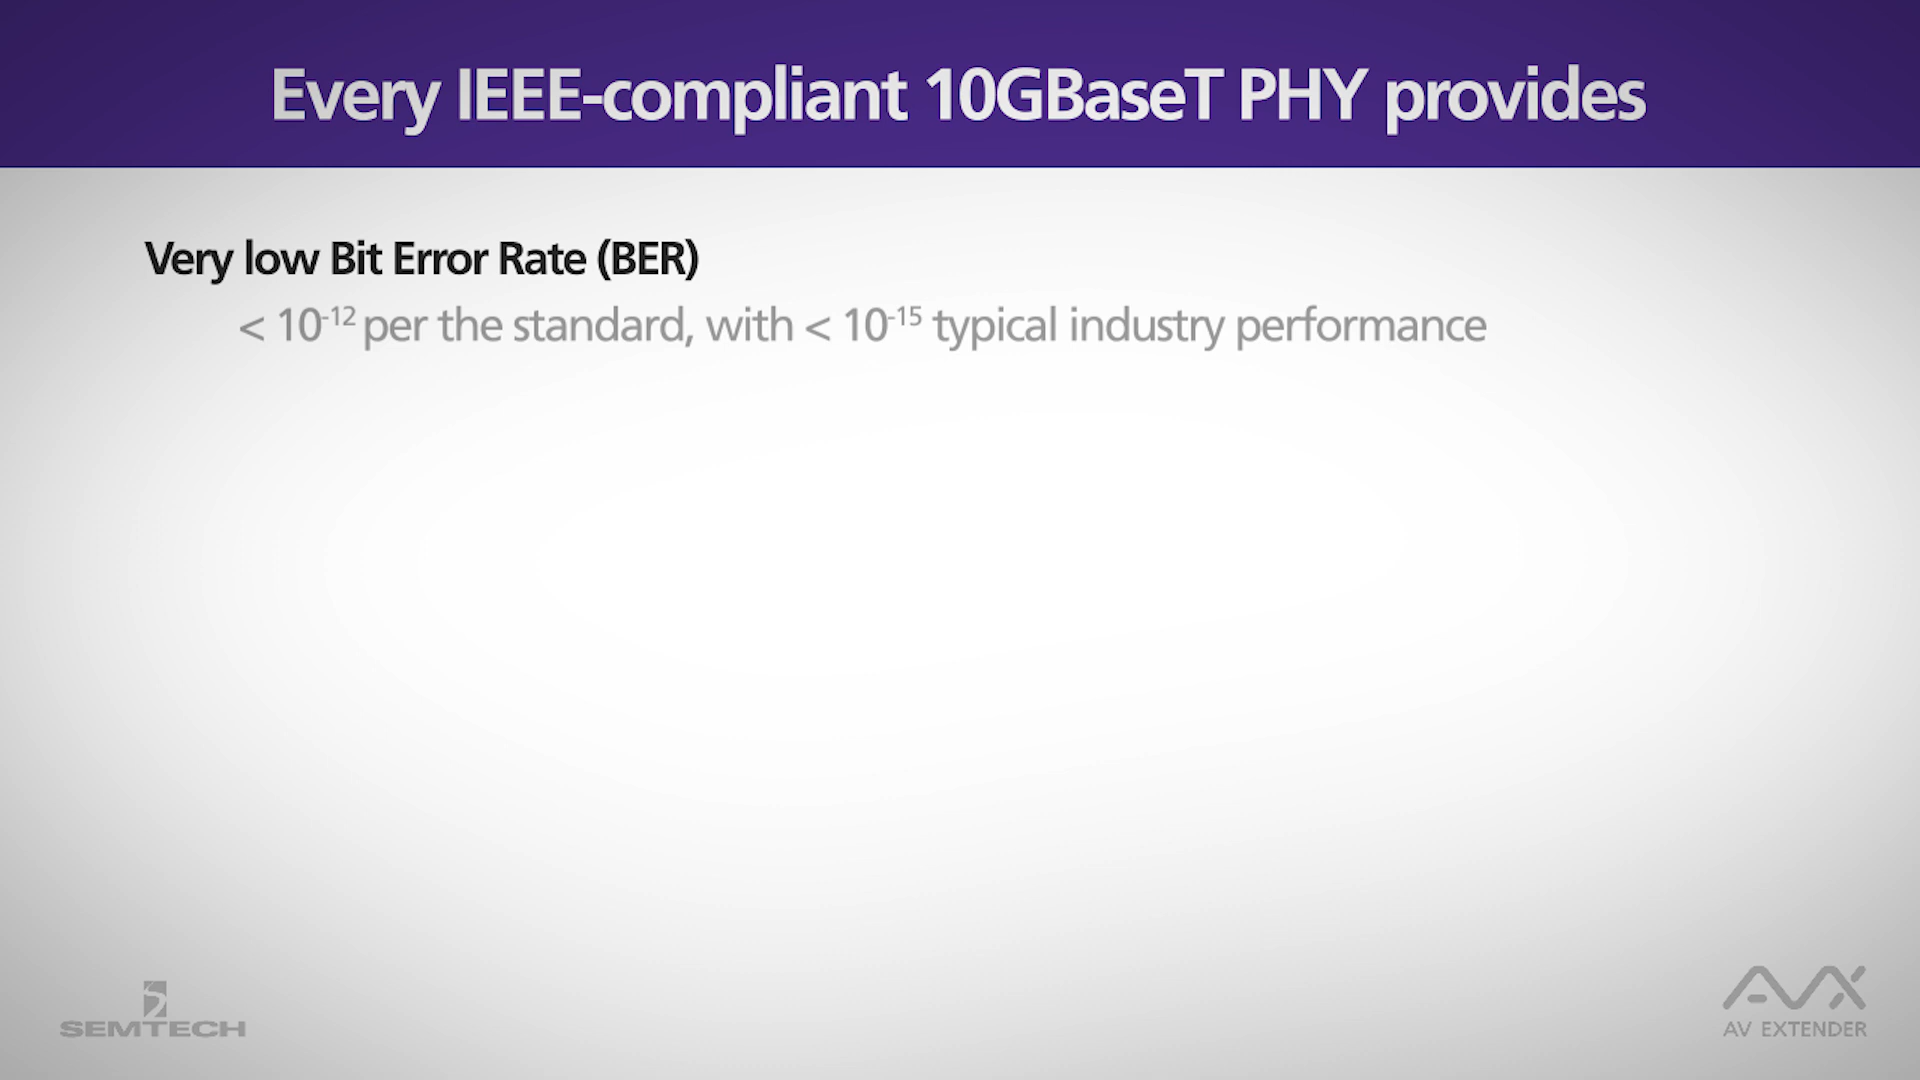 Every IEEE-compliant 10GBaseT PHY provides
Very low Bit Error Rate (BER)
< 10⁻¹² per the standard, with < 10⁻¹⁵ typical industry performance
SEMTECH
AVX
AV EXTENDER